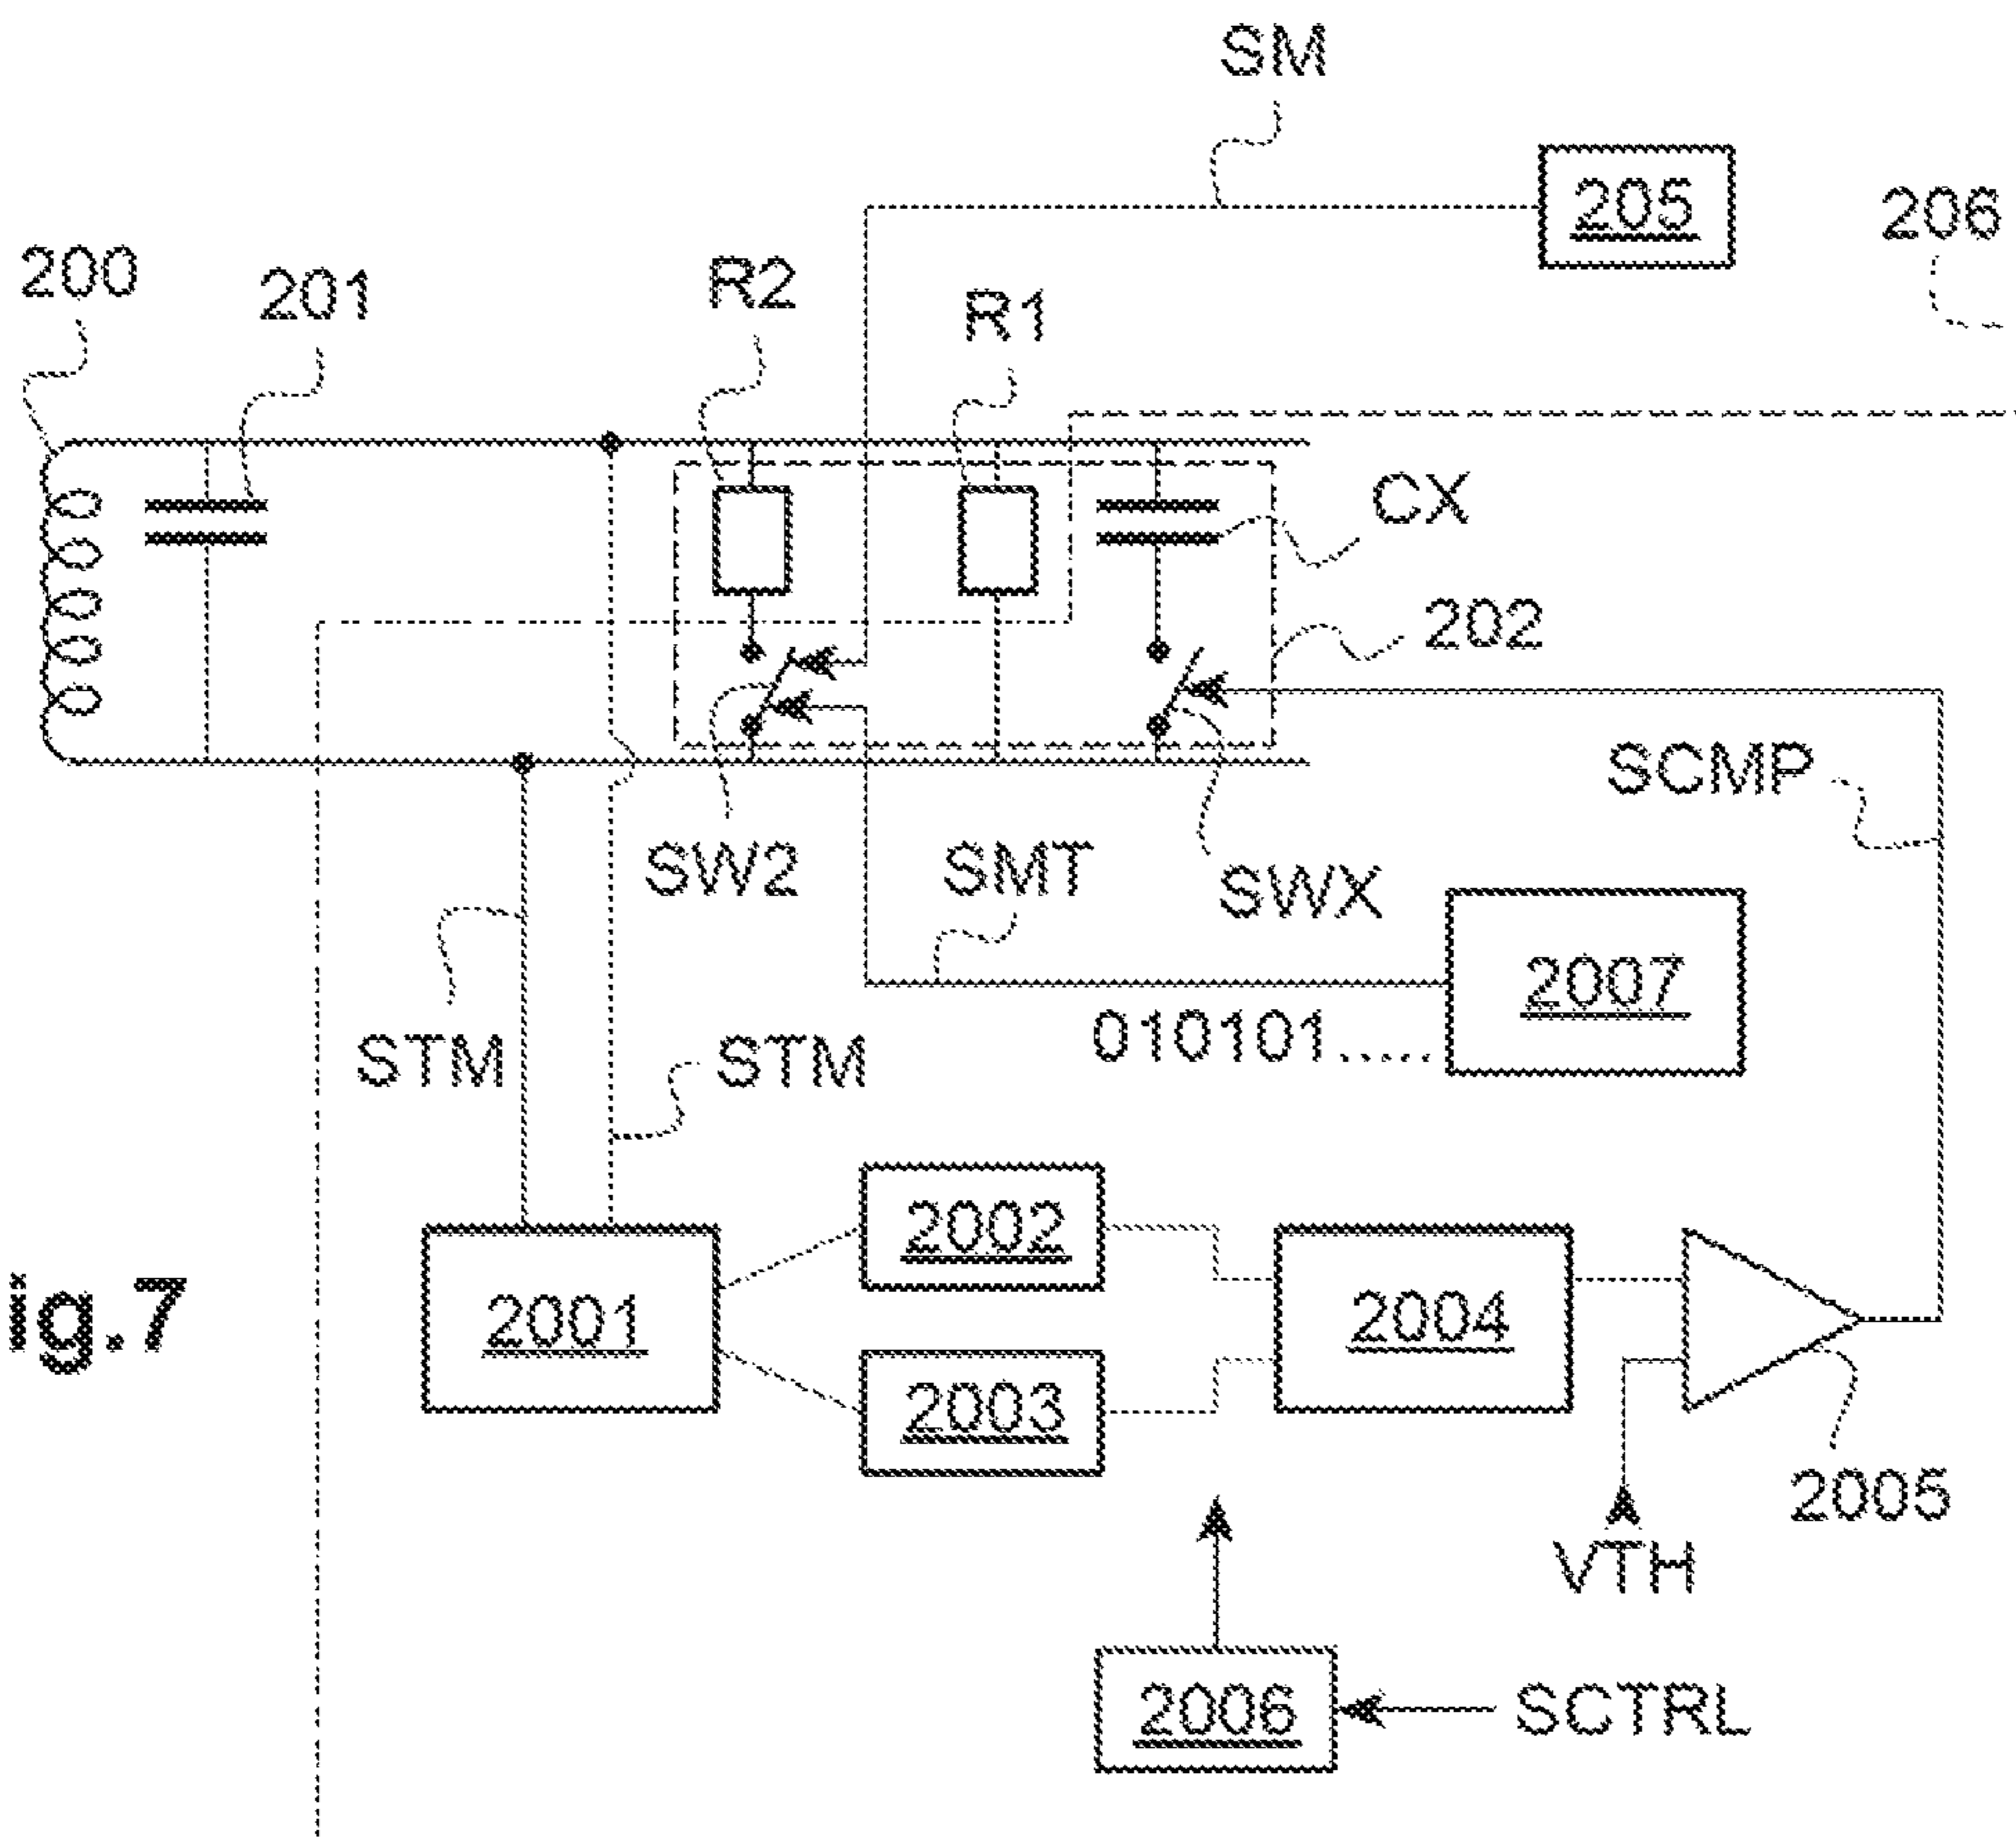 SM
205
206
200
201
R2
R1
CX
202
SCMP
SW2
SMT
SWX
2007
010101.....
STM
STM
2002
2001
2004
ig.7
2003
2005
VTH
2006
SCTRL